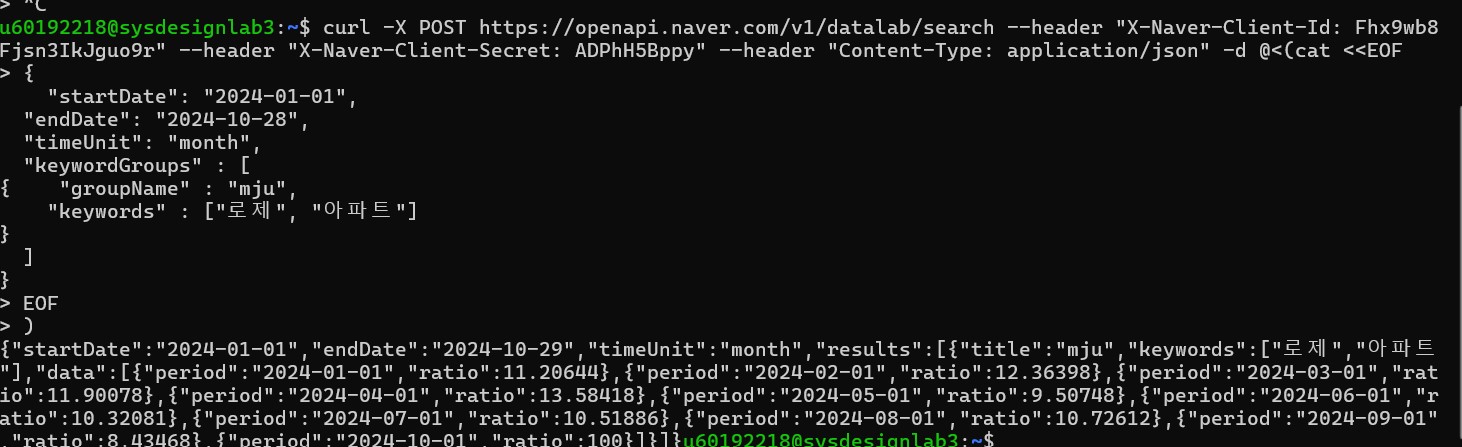 > ^C
u60192218@sysdesignlab3:~$ curl -X POST https://openapi.naver.com/v1/datalab/search --header "X-Naver-Client-Id: Fhx9wb8
Fjsn3IkJguo9r" --header "X-Naver-Client-Secret: ADPhH5Bppy" --header "Content-Type: application/json" -d @<(cat <<EOF
> {
    "startDate": "2024-01-01",
  "endDate": "2024-10-28",
  "timeUnit": "month",
  "keywordGroups" : [
{    "groupName" : "mju",
    "keywords" : ["로제", "아파트"]
}
  ]
}
> EOF
> )
{"startDate":"2024-01-01","endDate":"2024-10-29","timeUnit":"month","results":[{"title":"mju","keywords":["로제","아파트
"],"data":[{"period":"2024-01-01","ratio":11.20644},{"period":"2024-02-01","ratio":12.36398},{"period":"2024-03-01","rat
io":11.90078},{"period":"2024-04-01","ratio":13.58418},{"period":"2024-05-01","ratio":9.50748},{"period":"2024-06-01","r
atio":10.32081},{"period":"2024-07-01","ratio":10.51886},{"period":"2024-08-01","ratio":10.72612},{"period":"2024-09-01"
,"ratio":8.43468},{"period":"2024-10-01","ratio":100}]}]}u60192218@sysdesignlab3:~$